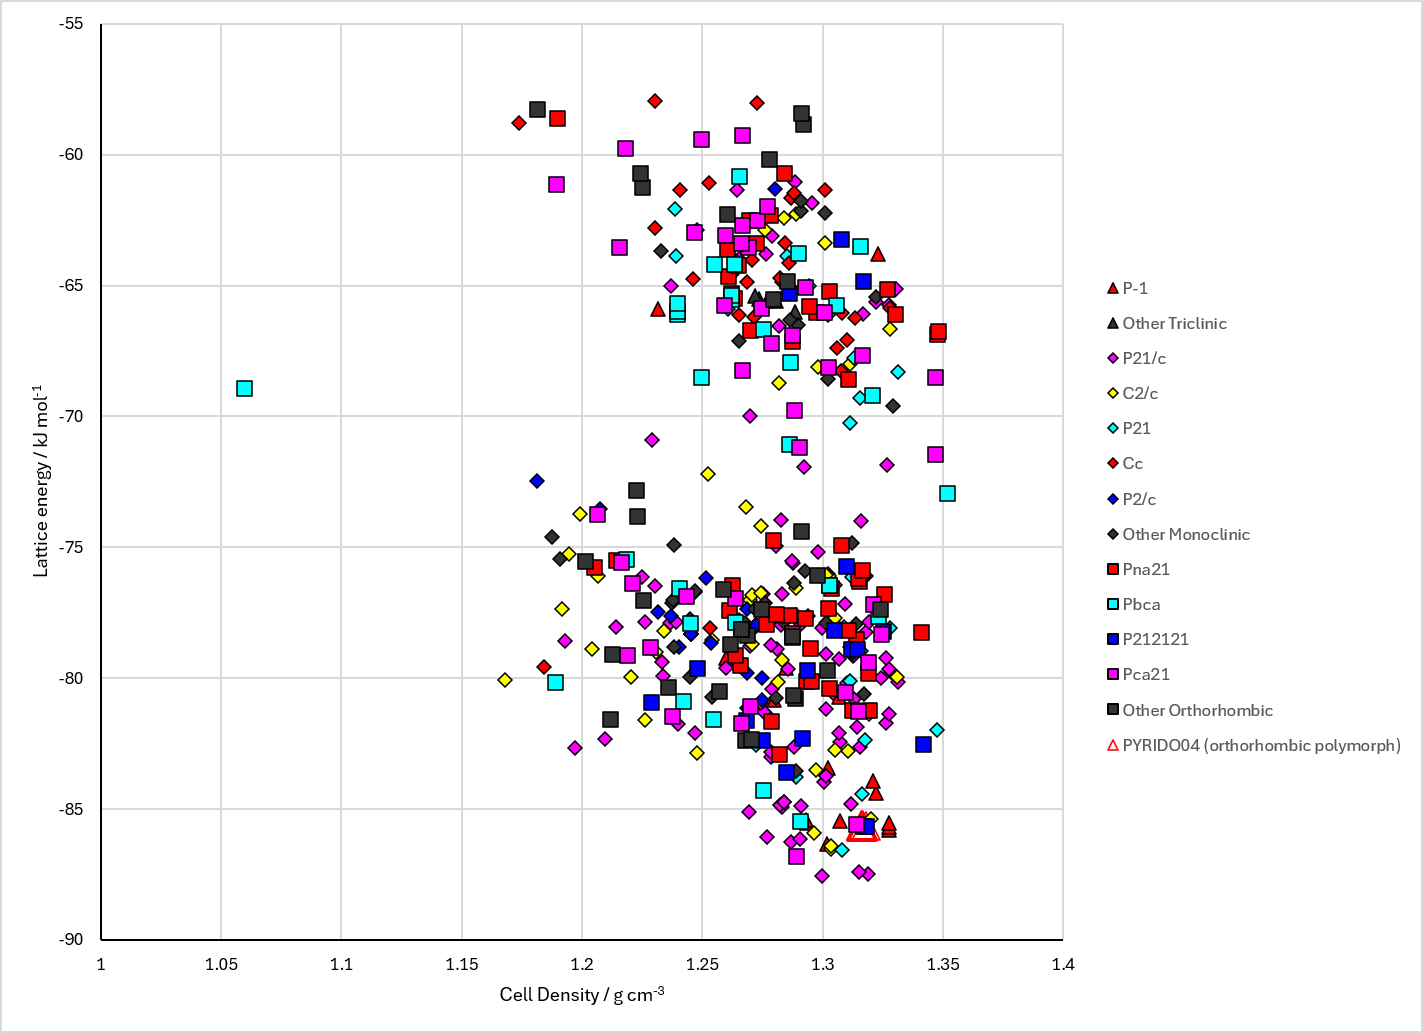 -55
-60
-65
-70
-75
-80
-85
-90
Lattice energy / kJ mol⁻¹
1
1.05
1.1
1.15
1.2
1.25
1.3
1.35
1.4
Cell Density / g cm⁻³
P-1
Other Triclinic
P21/c
C2/c
P21
Cc
P2/c
Other Monoclinic
Pna21
Pbca
P212121
Pca21
Other Orthorhombic
PYRIDO04 (orthorhombic polymorph)